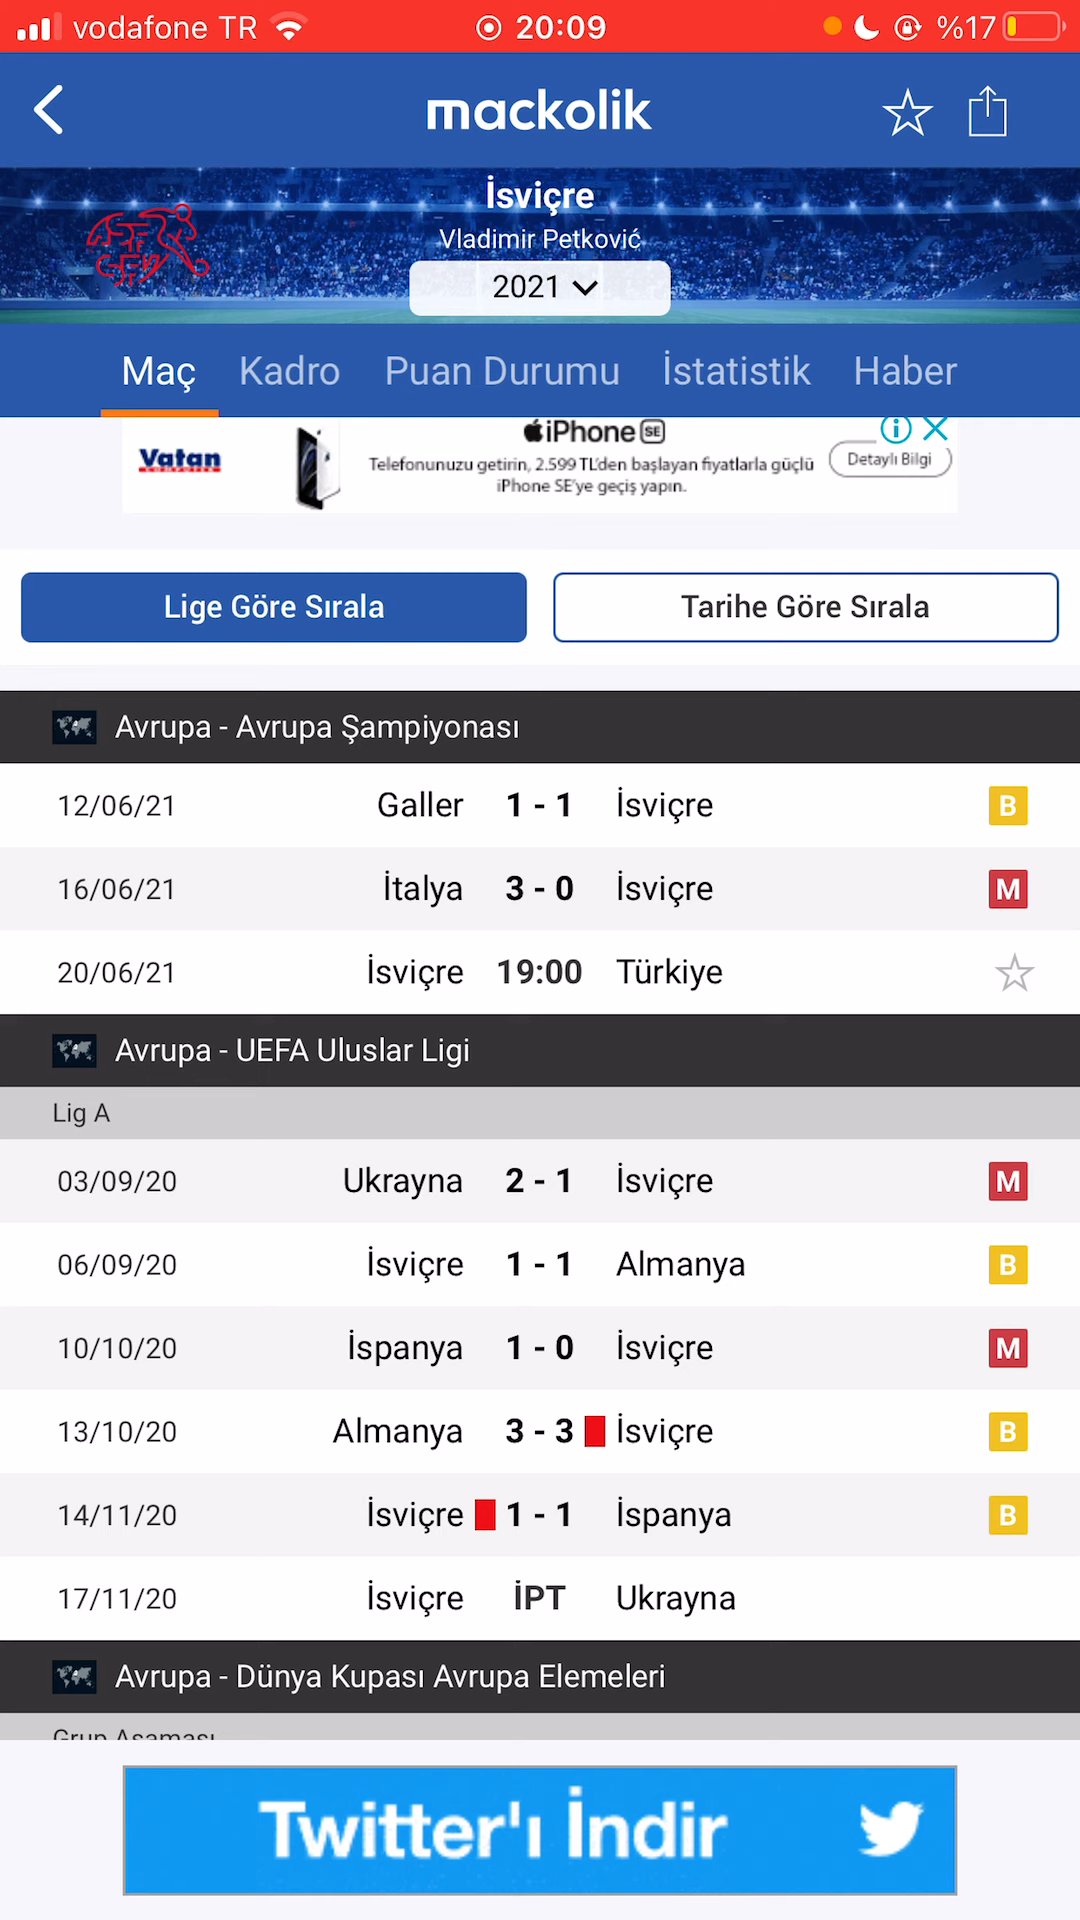 vodafone TR 20:09 %17
mackolik
İsviçre
Vladimir Petković
2021
Maç Kadro Puan Durumu İstatistik Haber
Vatan
COMPUTER
iPhone SE
Telefonunuzu getirin, 2.599 TL'den başlayan fiyatlarla güçlü
iPhone SE'ye geçiş yapın.
Detaylı Bilgi
Lige Göre Sırala Tarihe Göre Sırala
Avrupa - Avrupa Şampiyonası
12/06/21 Galler 1 - 1 İsviçre B
16/06/21 İtalya 3 - 0 İsviçre M
20/06/21 İsviçre 19:00 Türkiye
Avrupa - UEFA Uluslar Ligi
Lig A
03/09/20 Ukrayna 2 - 1 İsviçre M
06/09/20 İsviçre 1 - 1 Almanya B
10/10/20 İspanya 1 - 0 İsviçre M
13/10/20 Almanya 3 - 3 İsviçre B
14/11/20 İsviçre 1 - 1 İspanya B
17/11/20 İsviçre İPT Ukrayna
Avrupa - Dünya Kupası Avrupa Elemeleri
Grup Aşaması
Twitter'ı İndir